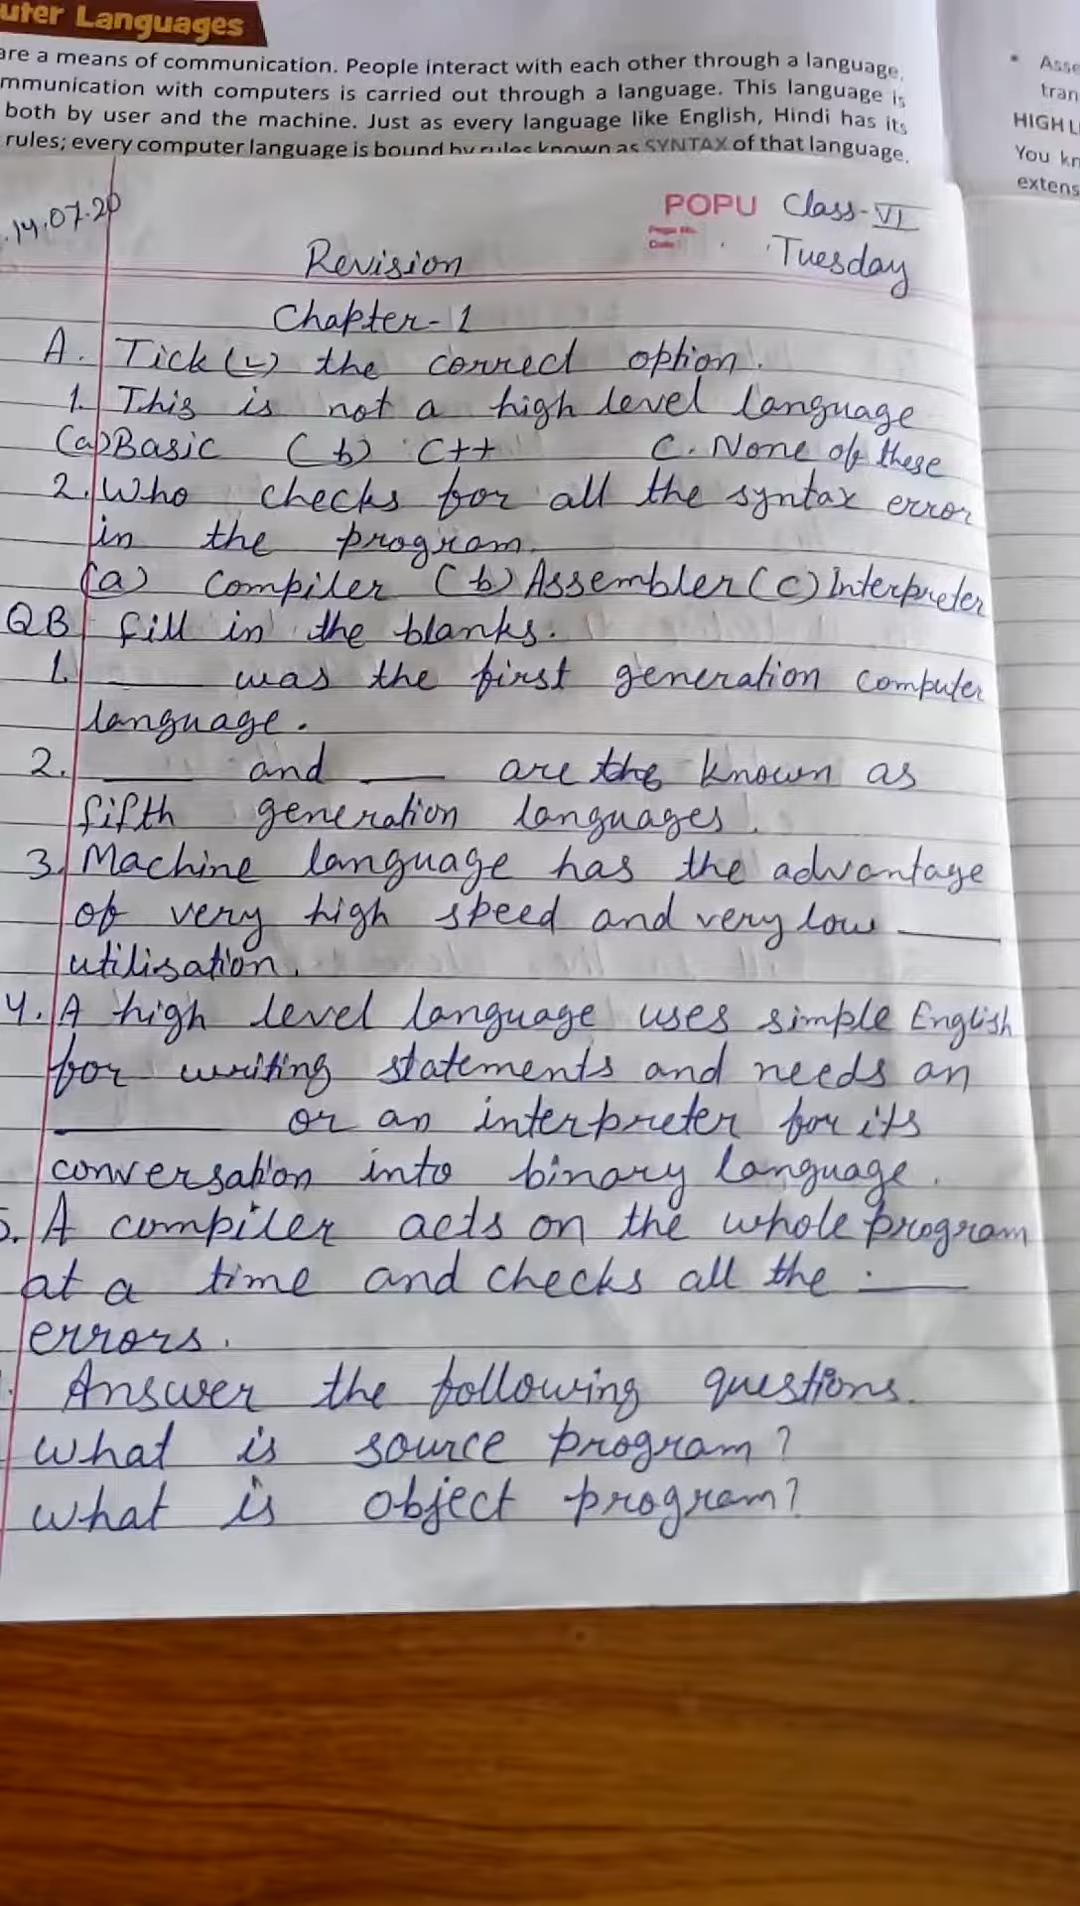 uter Languages
are a means of communication. People interact with each other through a language.
mmunication with computers is carried out through a language. This language is
both by user and the machine. Just as every language like English, Hindi has its
rules; every computer language is bound by rules known as SYNTAX of that language.
Asse
tran
HIGH L
You kn
extens
14.07.20
POPU Class-VI
Page No.
Date
Tuesday
Revision
Chapter-1
A. Tick (✓) the correct option.
1. This is not a high level language
(a) Basic (b) C++ C. None of these
2. Who checks for all the syntax error
in the program.
(a) Compiler (b) Assembler (c) Interpreter
QB fill in the blanks.
1. ____ was the first generation computer
language.
2. ____ and ____ are the known as
fifth generation languages.
3. Machine language has the advantage
of very high speed and very low ____
utilisation.
4. A high level language uses simple English
for writing statements and needs an
____ or an interpreter for its
conversation into binary language.
5. A compiler acts on the whole program
at a time and checks all the ____
errors.
Answer the following questions.
What is source program?
What is object program?